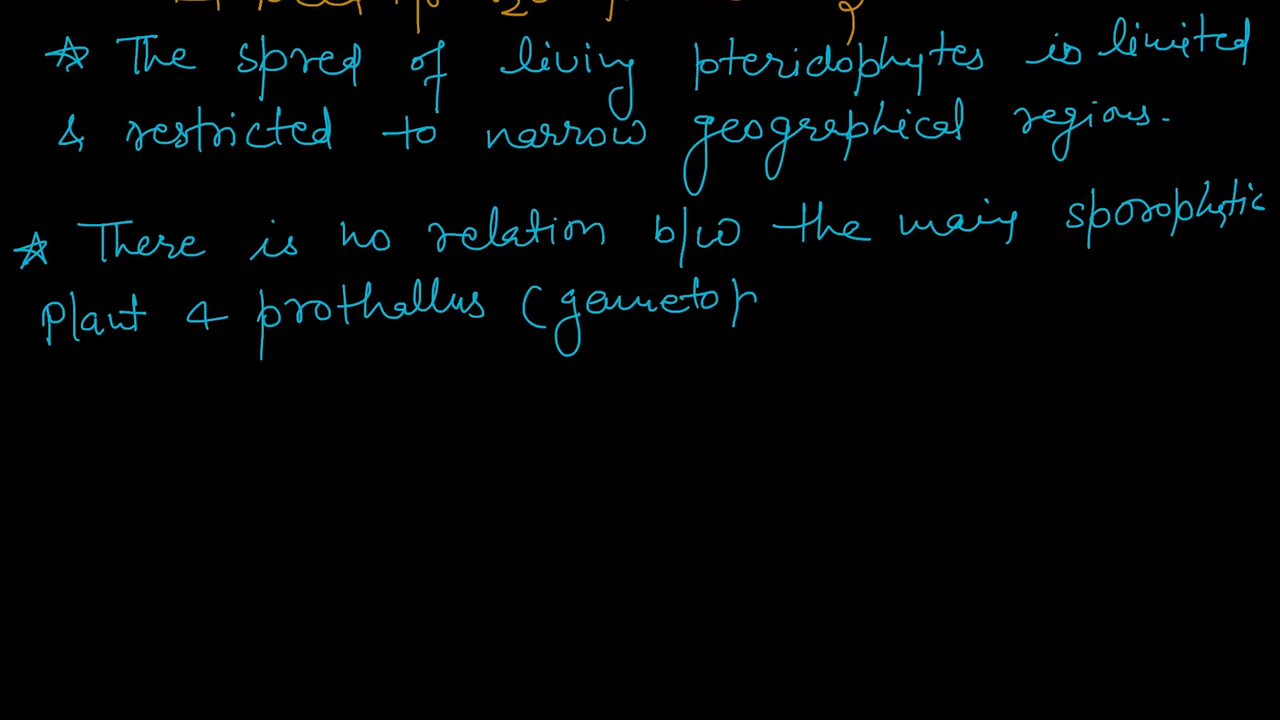 ☆ The spred of living pteridophytes is limited
& restricted to narrow geographical regions.
☆ There is no relation b/w the main sporophytic
Plant & prothallus (gametop